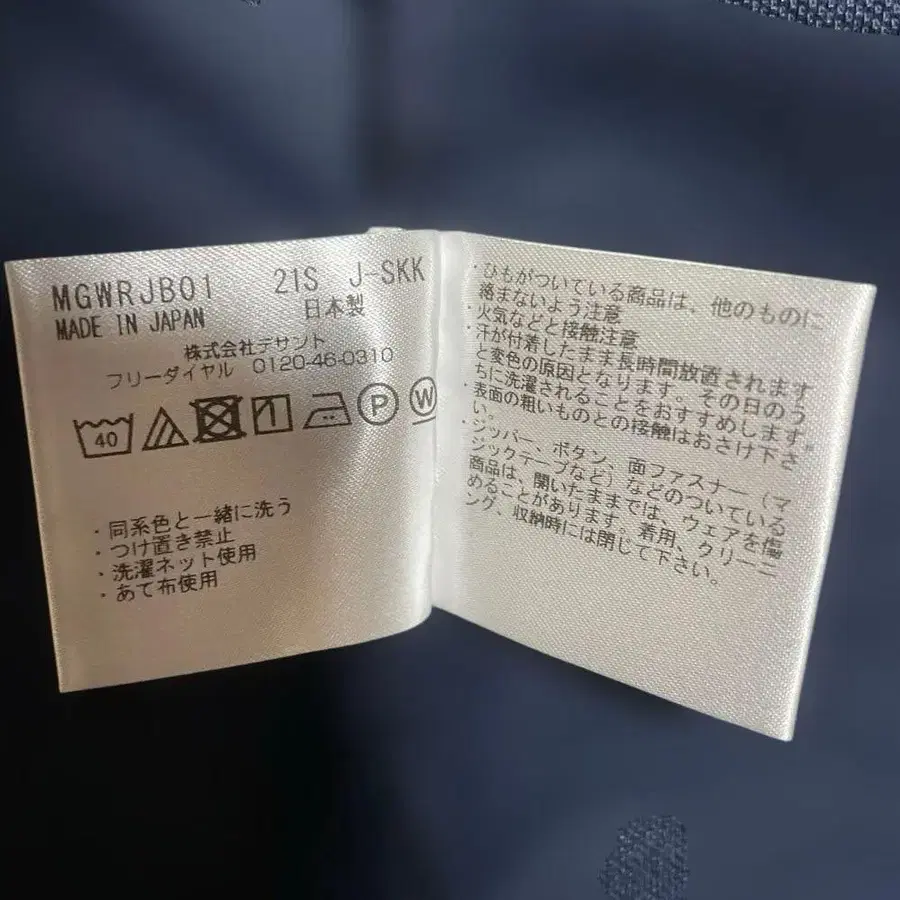 MGWRJB01 21S J-SKK
MADE IN JAPAN 日本製
株式会社デサント
フリーダイヤル 0120-46-0310
40
P
W
・同系色と一緒に洗う
・つけ置き禁止
・洗濯ネット使用
・あて布使用
・ひもがついている商品は、他のものに
絡まないよう注意
・火気などと接触注意
・汗が付着したまま長時間放置されます
と変色の原因となります。その日のう
ちに洗濯されることをおすすめします。
・表面の粗いものとの接触はおさけ下さ
い。
・ジッパー、ボタン、面ファスナー（マ
ジックテープなど）などのついている
商品は、開いたままでは、ウェアを傷
めることがあります。着用、クリーニ
ング、収納時には閉じて下さい。